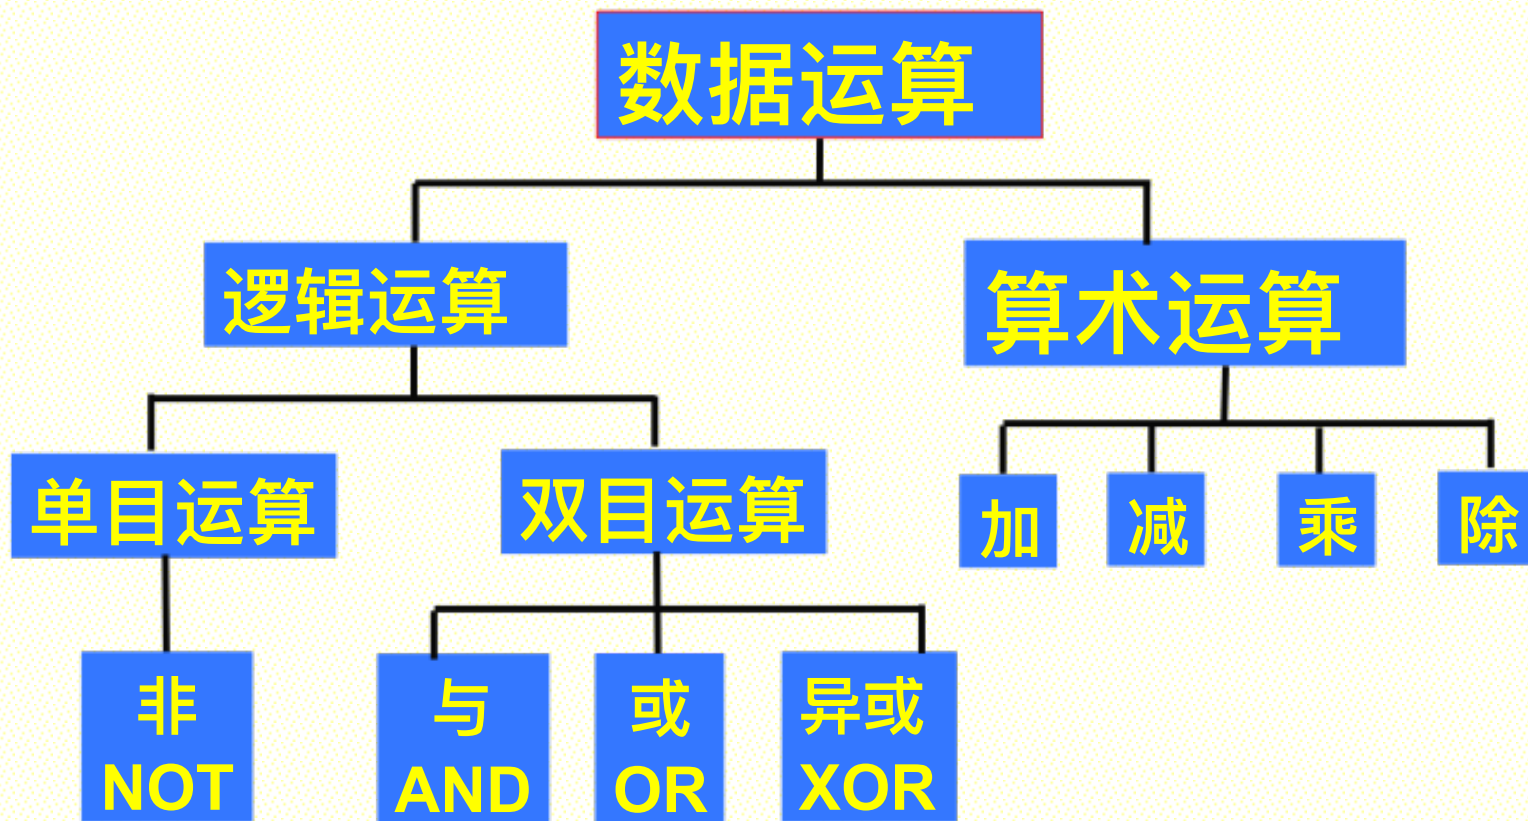 数据运算
逻辑运算
算术运算
单目运算
双目运算
加
减
乘
除
非
NOT
与
AND
或
OR
异或
XOR